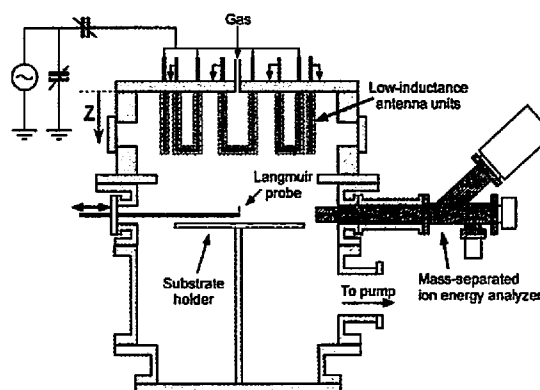 Gas
Low-inductance
antenna units
Z
Langmuir
probe
Substrate
holder
To pump
Mass-separated
ion energy analyzer